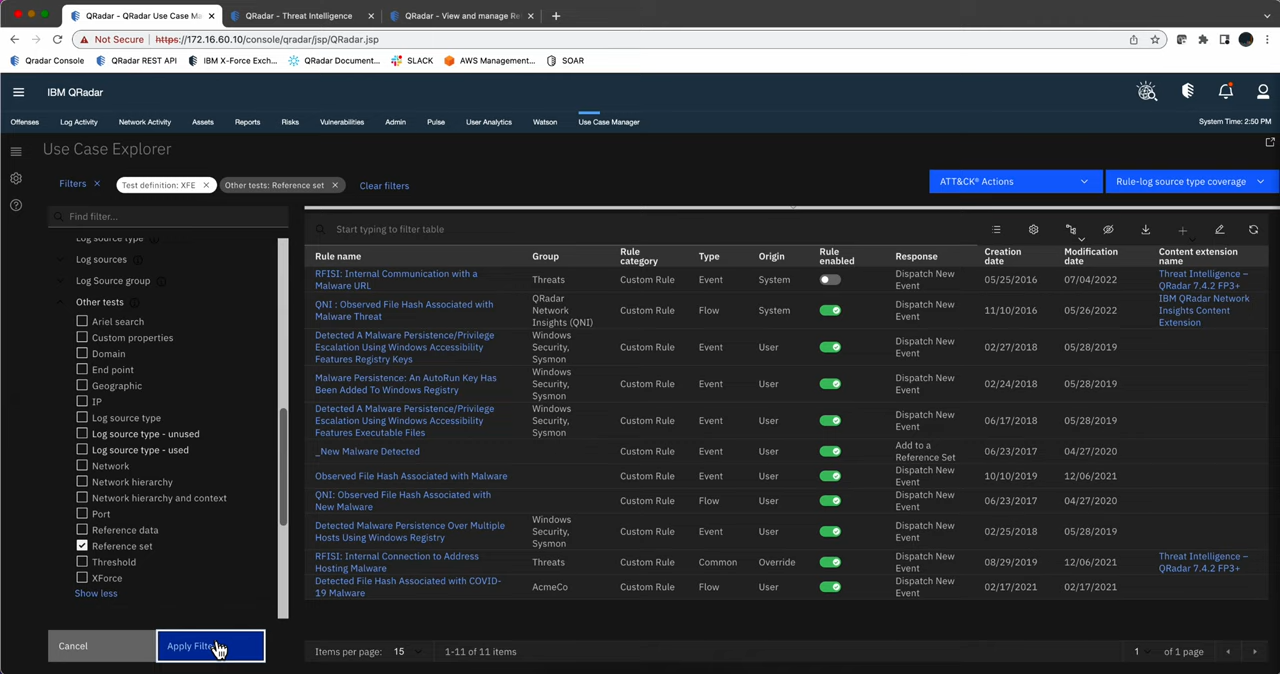 QRadar - QRadar Use Case Ma
QRadar - Threat Intelligence
QRadar - View and manage Re
Not Secure
https://172.16.60.10/console/qradar/jsp/QRadar.jsp
QRadar Console
QRadar REST API
IBM X-Force Exch...
QRadar Document...
SLACK
AWS Management...
SOAR
IBM QRadar
Offenses
Log Activity
Network Activity
Assets
Reports
Risks
Vulnerabilities
Admin
Pulse
User Analytics
Watson
Use Case Manager
System Time: 2:50 PM
Use Case Explorer
Filters
Test definition: XFE
Other tests: Reference set
Clear filters
ATT&CK® Actions
Rule-log source type coverage
Find filter...
Log source type
Log sources
Log Source group
Other tests
Ariel search
Custom properties
Domain
End point
Geographic
IP
Log source type
Log source type - unused
Log source type - used
Network
Network hierarchy
Network hierarchy and context
Port
Reference data
Reference set
Threshold
XForce
Show less
Cancel
Start typing to filter table
Rule name
Group
Rule category
Type
Origin
Rule enabled
Response
Creation date
Modification date
Content extension name
RFISI: Internal Communication with a
Malware URL
Threats
Custom Rule
Event
System
Dispatch New
Event
05/25/2016
07/04/2022
Threat Intelligence –
QRadar 7.4.2 FP3+
QNI : Observed File Hash Associated with
Malware Threat
QRadar
Network
Insights (QNI)
Custom Rule
Flow
System
Dispatch New
Event
11/10/2016
05/26/2022
IBM QRadar Network
Insights Content
Extension
Detected A Malware Persistence/Privilege
Escalation Using Windows Accessibility
Features Registry Keys
Windows
Security,
Sysmon
Custom Rule
Event
User
Dispatch New
Event
02/27/2018
05/28/2019
Malware Persistence: An AutoRun Key Has
Been Added To Windows Registry
Windows
Security,
Sysmon
Custom Rule
Event
User
Dispatch New
Event
02/24/2018
05/28/2019
Detected A Malware Persistence/Privilege
Escalation Using Windows Accessibility
Features Executable Files
Windows
Security,
Sysmon
Custom Rule
Event
User
Dispatch New
Event
06/17/2018
05/28/2019
_New Malware Detected
Custom Rule
Event
User
Add to a
Reference Set
06/23/2017
04/27/2020
Observed File Hash Associated with Malware
Custom Rule
Event
User
Dispatch New
Event
10/10/2019
12/06/2021
QNI: Observed File Hash Associated with
New Malware
Custom Rule
Flow
User
Dispatch New
Event
06/23/2017
04/27/2020
Detected Malware Persistence Over Multiple
Hosts Using Windows Registry
Windows
Security,
Sysmon
Custom Rule
Event
User
Dispatch New
Event
02/25/2018
05/28/2019
RFISI: Internal Connection to Address
Hosting Malware
Threats
Custom Rule
Common
Override
Dispatch New
Event
08/29/2019
12/06/2021
Threat Intelligence –
QRadar 7.4.2 FP3+
Detected File Hash Associated with COVID-
19 Malware
AcmeCo
Custom Rule
Flow
User
Dispatch New
Event
02/17/2021
02/17/2021
Apply Filte
Items per page: 15
1-11 of 11 items
1
of 1 page